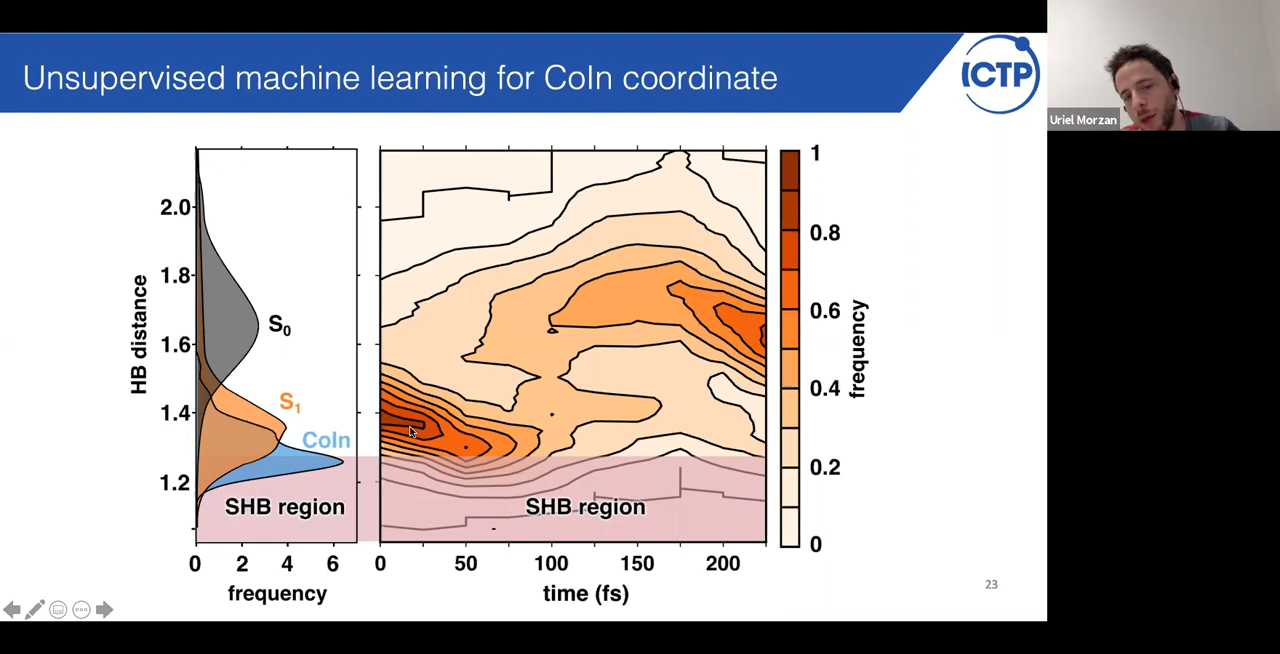 Unsupervised machine learning for CoIn coordinate
ICTP
Uriel Morzan
HB distance
2.0
1.8
1.6
1.4
1.2
S0
S1
CoIn
SHB region
0 2 4 6
frequency
SHB region
0 50 100 150 200
time (fs)
1
0.8
0.6
0.4
0.2
0
frequency
23